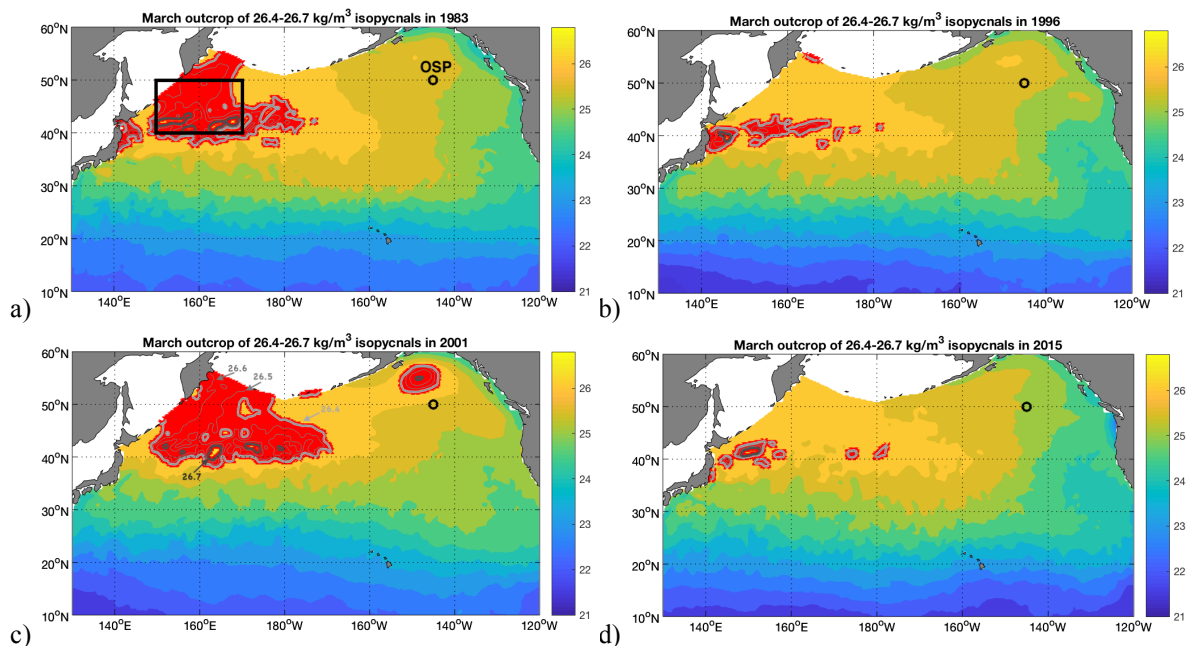 March outcrop of 26.4-26.7 kg/m³ isopycnals in 1983
60°N
50°N
40°N
30°N
20°N
10°N
140°E
160°E
180°W
160°W
140°W
120°W
OSP
26
25
24
23
22
21
a)
March outcrop of 26.4-26.7 kg/m³ isopycnals in 1996
60°N
50°N
40°N
30°N
20°N
10°N
140°E
160°E
180°W
160°W
140°W
120°W
26
25
24
23
22
21
b)
March outcrop of 26.4-26.7 kg/m³ isopycnals in 2001
60°N
50°N
40°N
30°N
20°N
10°N
140°E
160°E
180°W
160°W
140°W
120°W
26.6
26.5
26.4
26.7
26
25
24
23
22
21
c)
March outcrop of 26.4-26.7 kg/m³ isopycnals in 2015
60°N
50°N
40°N
30°N
20°N
10°N
140°E
160°E
180°W
160°W
140°W
120°W
26
25
24
23
22
21
d)